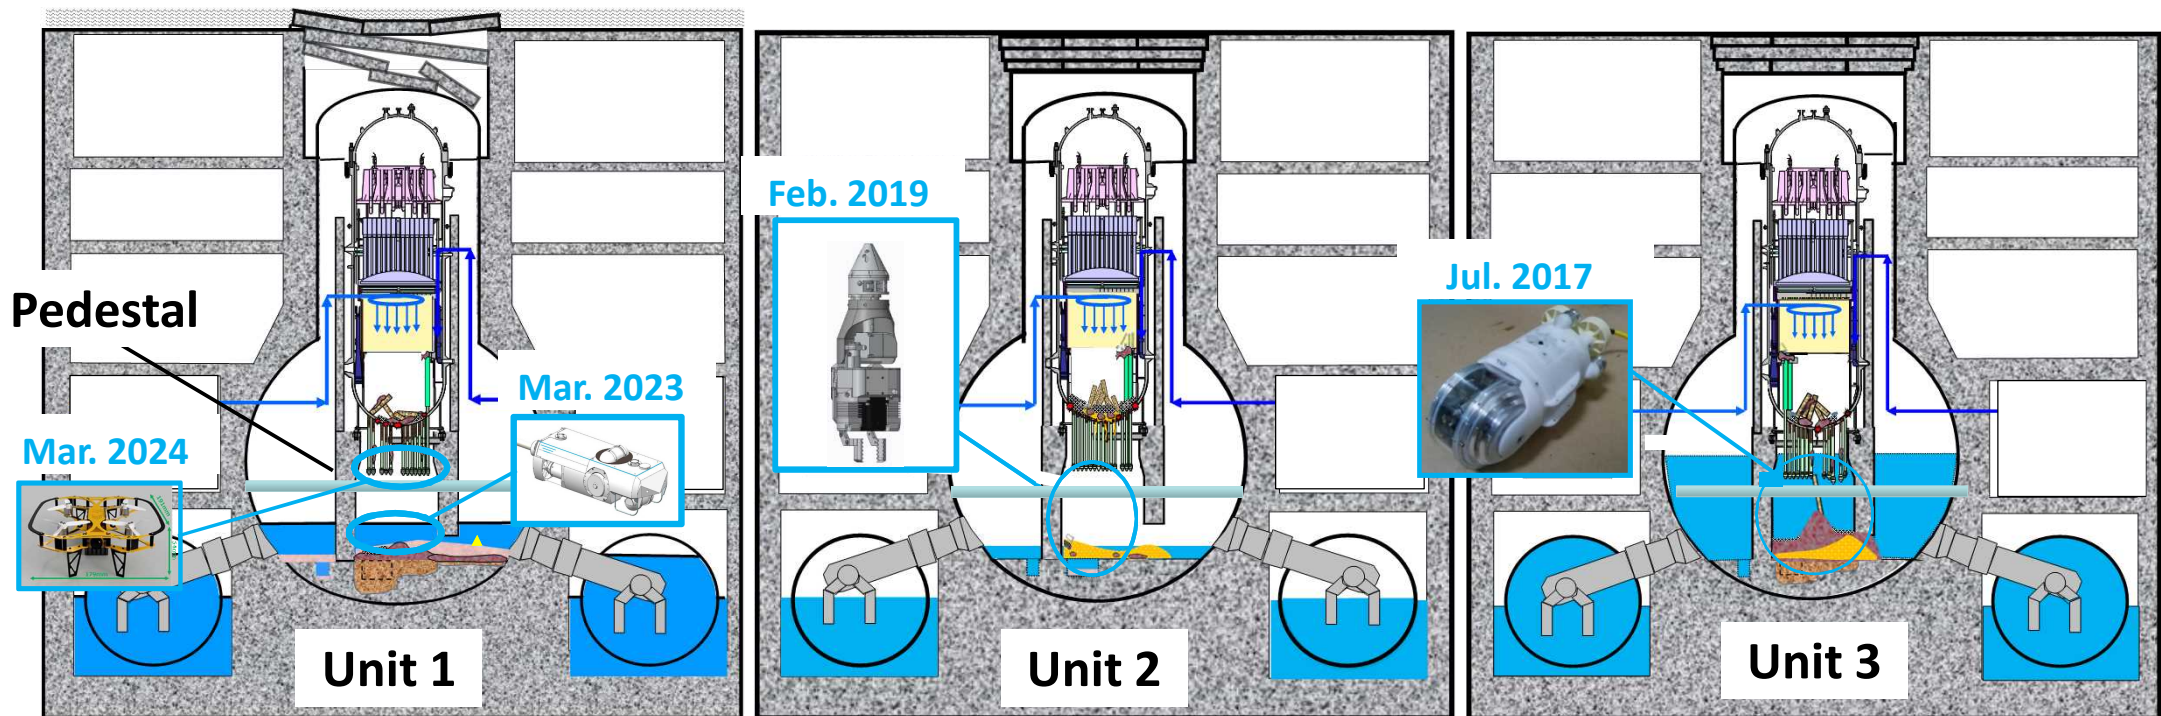 Pedestal
Mar. 2024
Mar. 2023
Unit 1
Feb. 2019
Unit 2
Jul. 2017
Unit 3